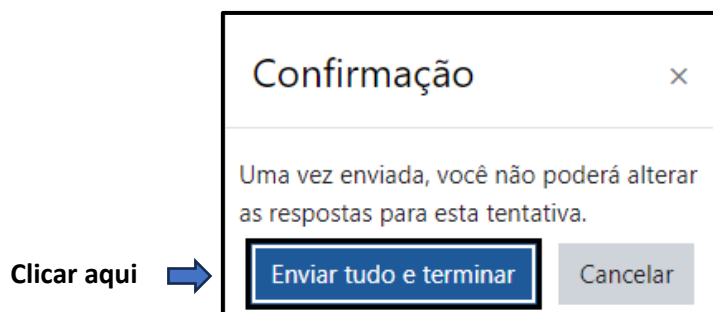 Confirmação ×
Uma vez enviada, você não poderá alterar
as respostas para esta tentativa.
Clicar aqui
Enviar tudo e terminar
Cancelar